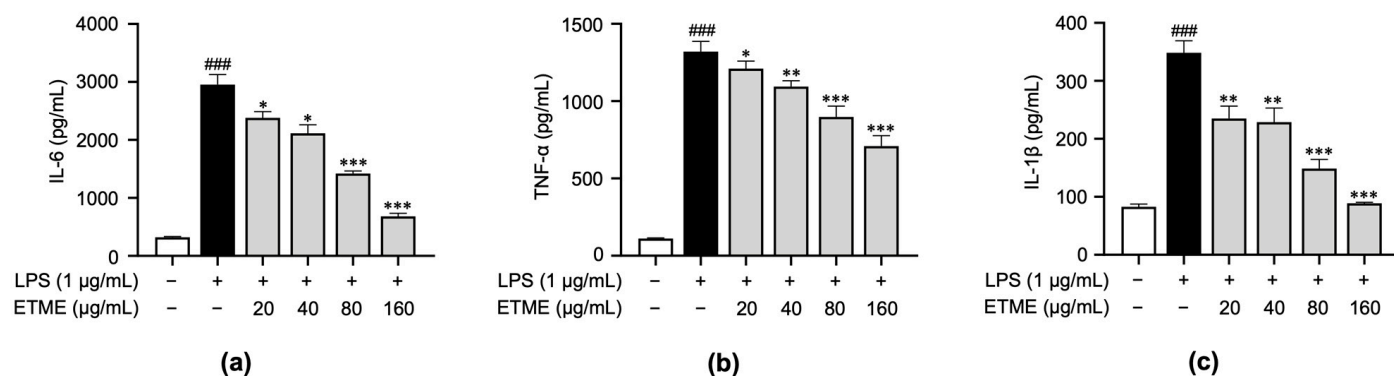 4000
3000
2000
1000
0
IL-6 (pg/mL)
###
*
*
***
***
LPS (1 µg/mL) − + + + + +
ETME (µg/mL) − − 20 40 80 160
(a)
1500
1000
500
0
TNF-α (pg/mL)
###
*
**
***
***
LPS (1 µg/mL) − + + + + +
ETME (µg/mL) − − 20 40 80 160
(b)
400
300
200
100
0
IL-1β (pg/mL)
###
**
**
***
***
LPS (1 µg/mL) − + + + + +
ETME (µg/mL) − − 20 40 80 160
(c)